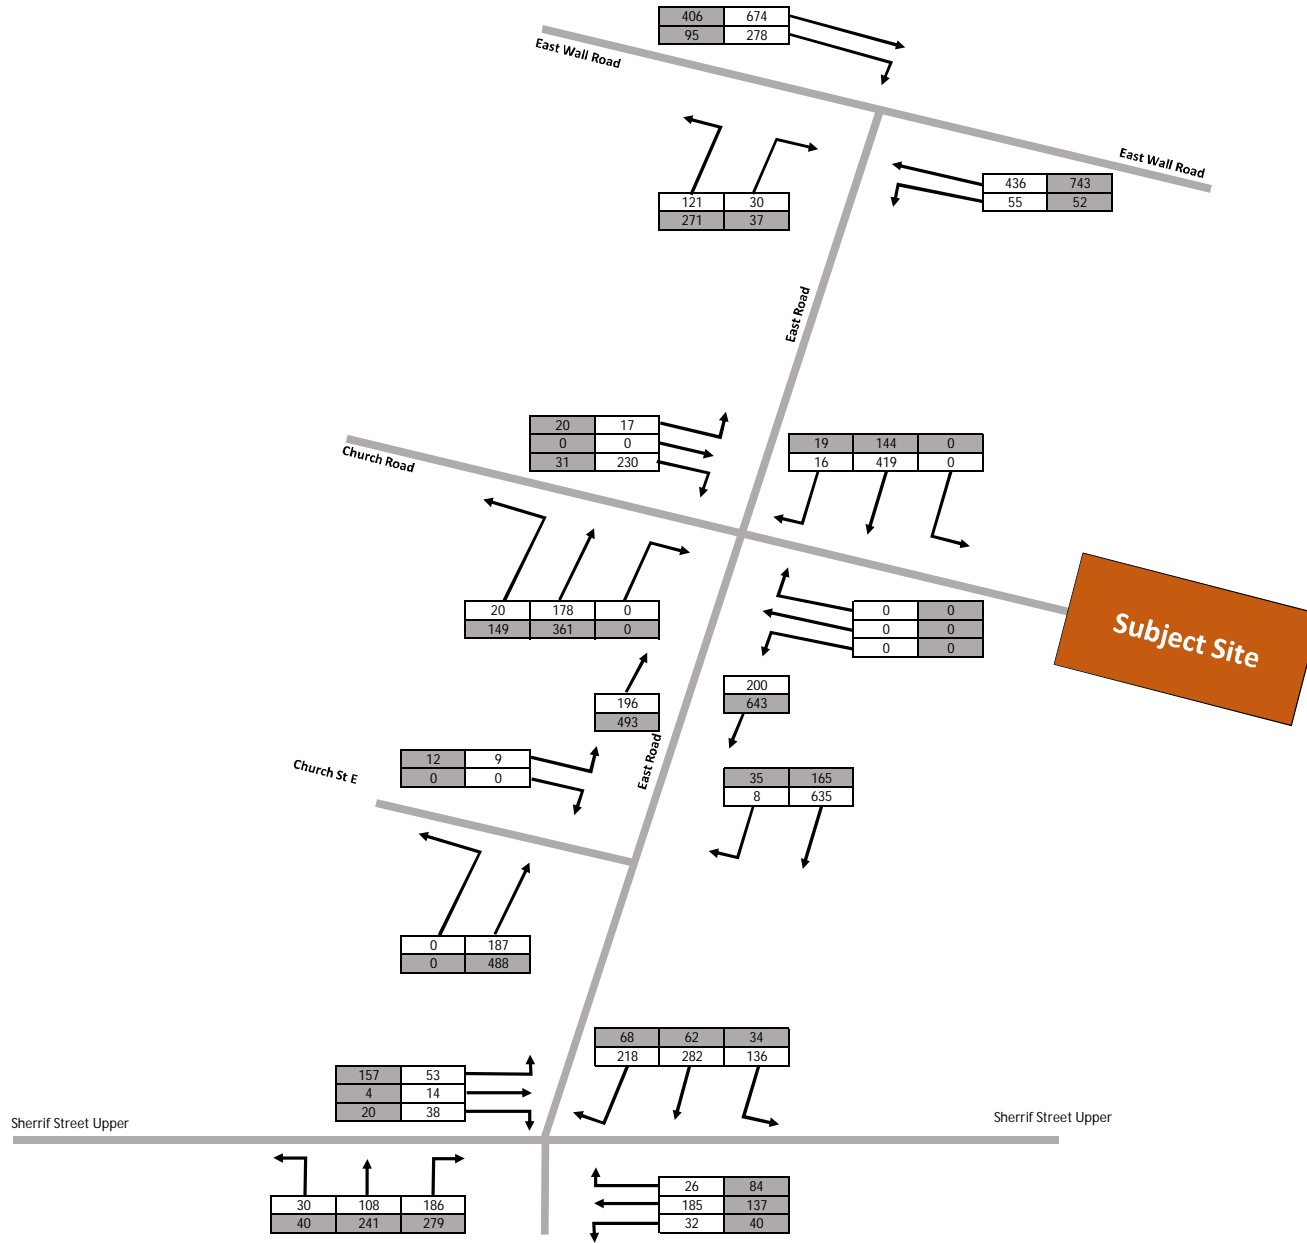 406 674
95 278
East Wall Road
East Wall Road
436 743
55 52
121 30
271 37
East Road
20 17
0 0
31 230
19 144 0
16 419 0
Church Road
20 178 0
149 361 0
0 0
0 0
0 0
Subject Site
200
643
196
493
East Road
12 9
0 0
Church St E
35 165
8 635
0 187
0 488
68 62 34
218 282 136
157 53
4 14
20 38
Sherrif Street Upper
Sherrif Street Upper
30 108 186
40 241 279
26 84
185 137
32 40